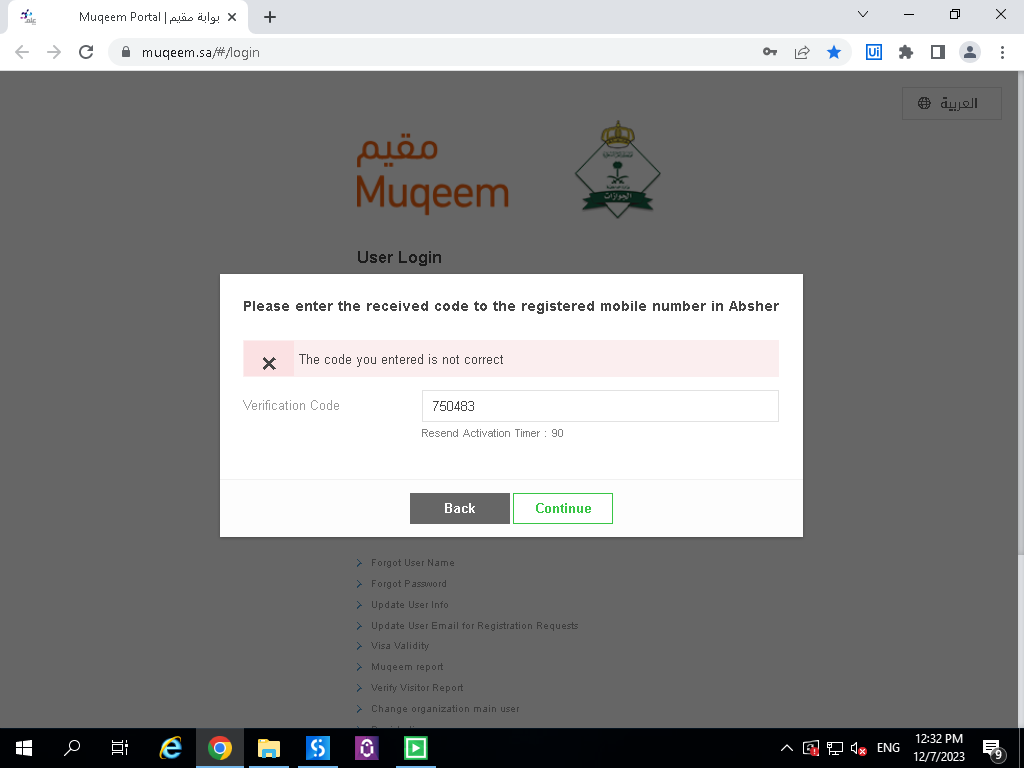 Muqeem Portal | بوابة مقيم
muqeem.sa/#/login
Ui
العربية
مقيم
Muqeem
الجوازات
User Login
Please enter the received code to the registered mobile number in Absher
The code you entered is not correct
Verification Code
750483
Resend Activation Timer : 90
Back
Continue
Forgot User Name
Forgot Password
Update User Info
Update User Email for Registration Requests
Visa Validity
Muqeem report
Verify Visitor Report
Change organization main user
ENG
12:32 PM
12/7/2023
9